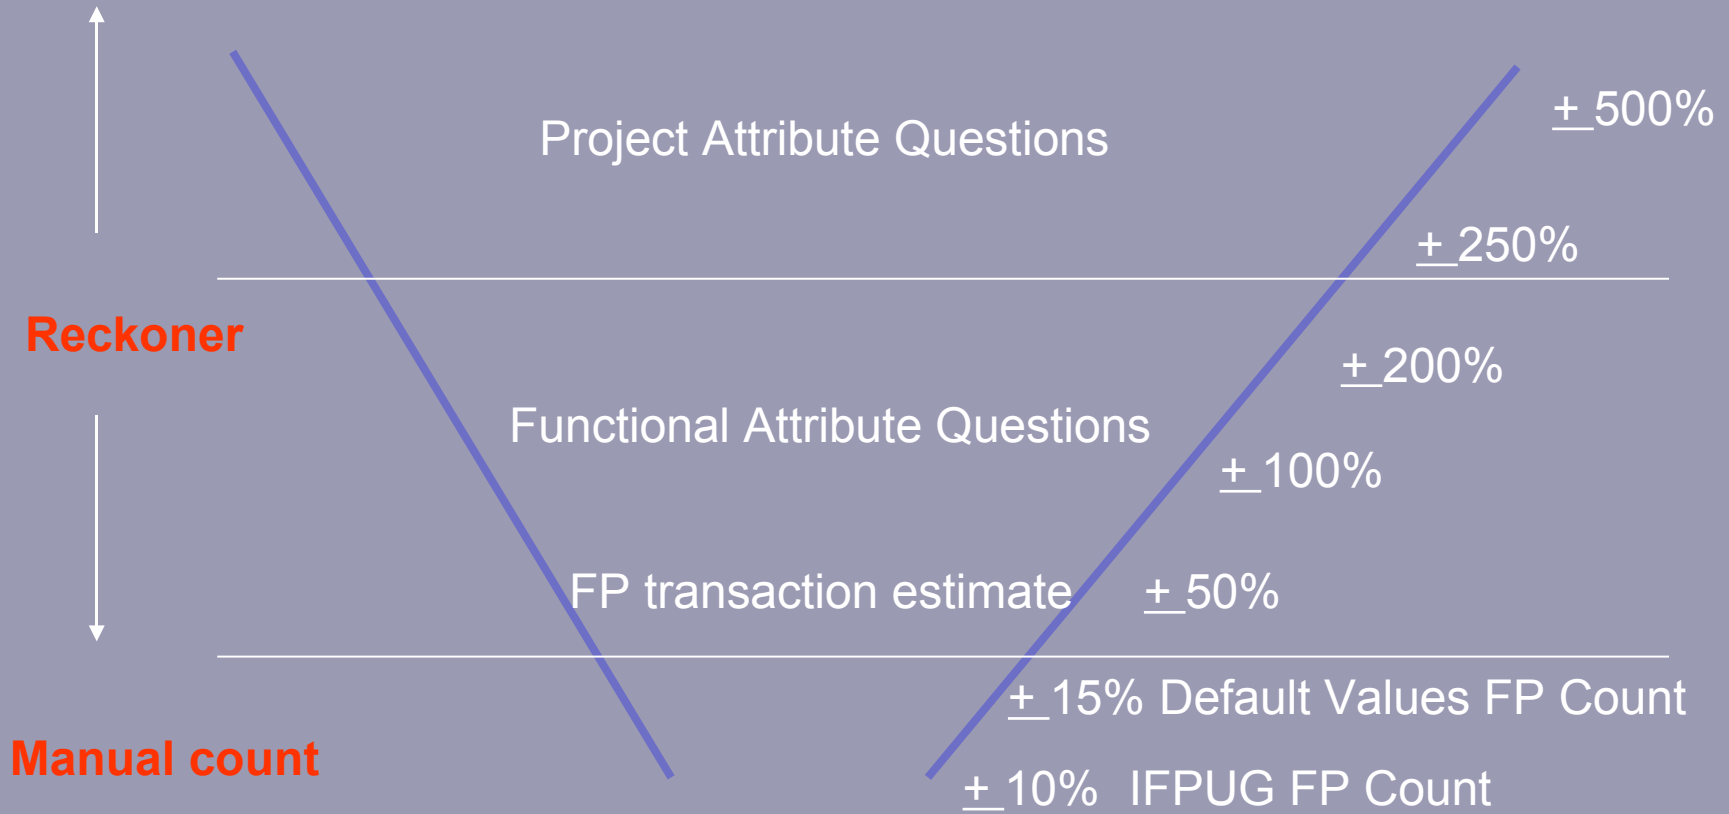 + 500%
Project Attribute Questions
+ 250%
Reckoner
+ 200%
Functional Attribute Questions
+ 100%
FP transaction estimate + 50%
+ 15% Default Values FP Count
Manual count
+ 10% IFPUG FP Count